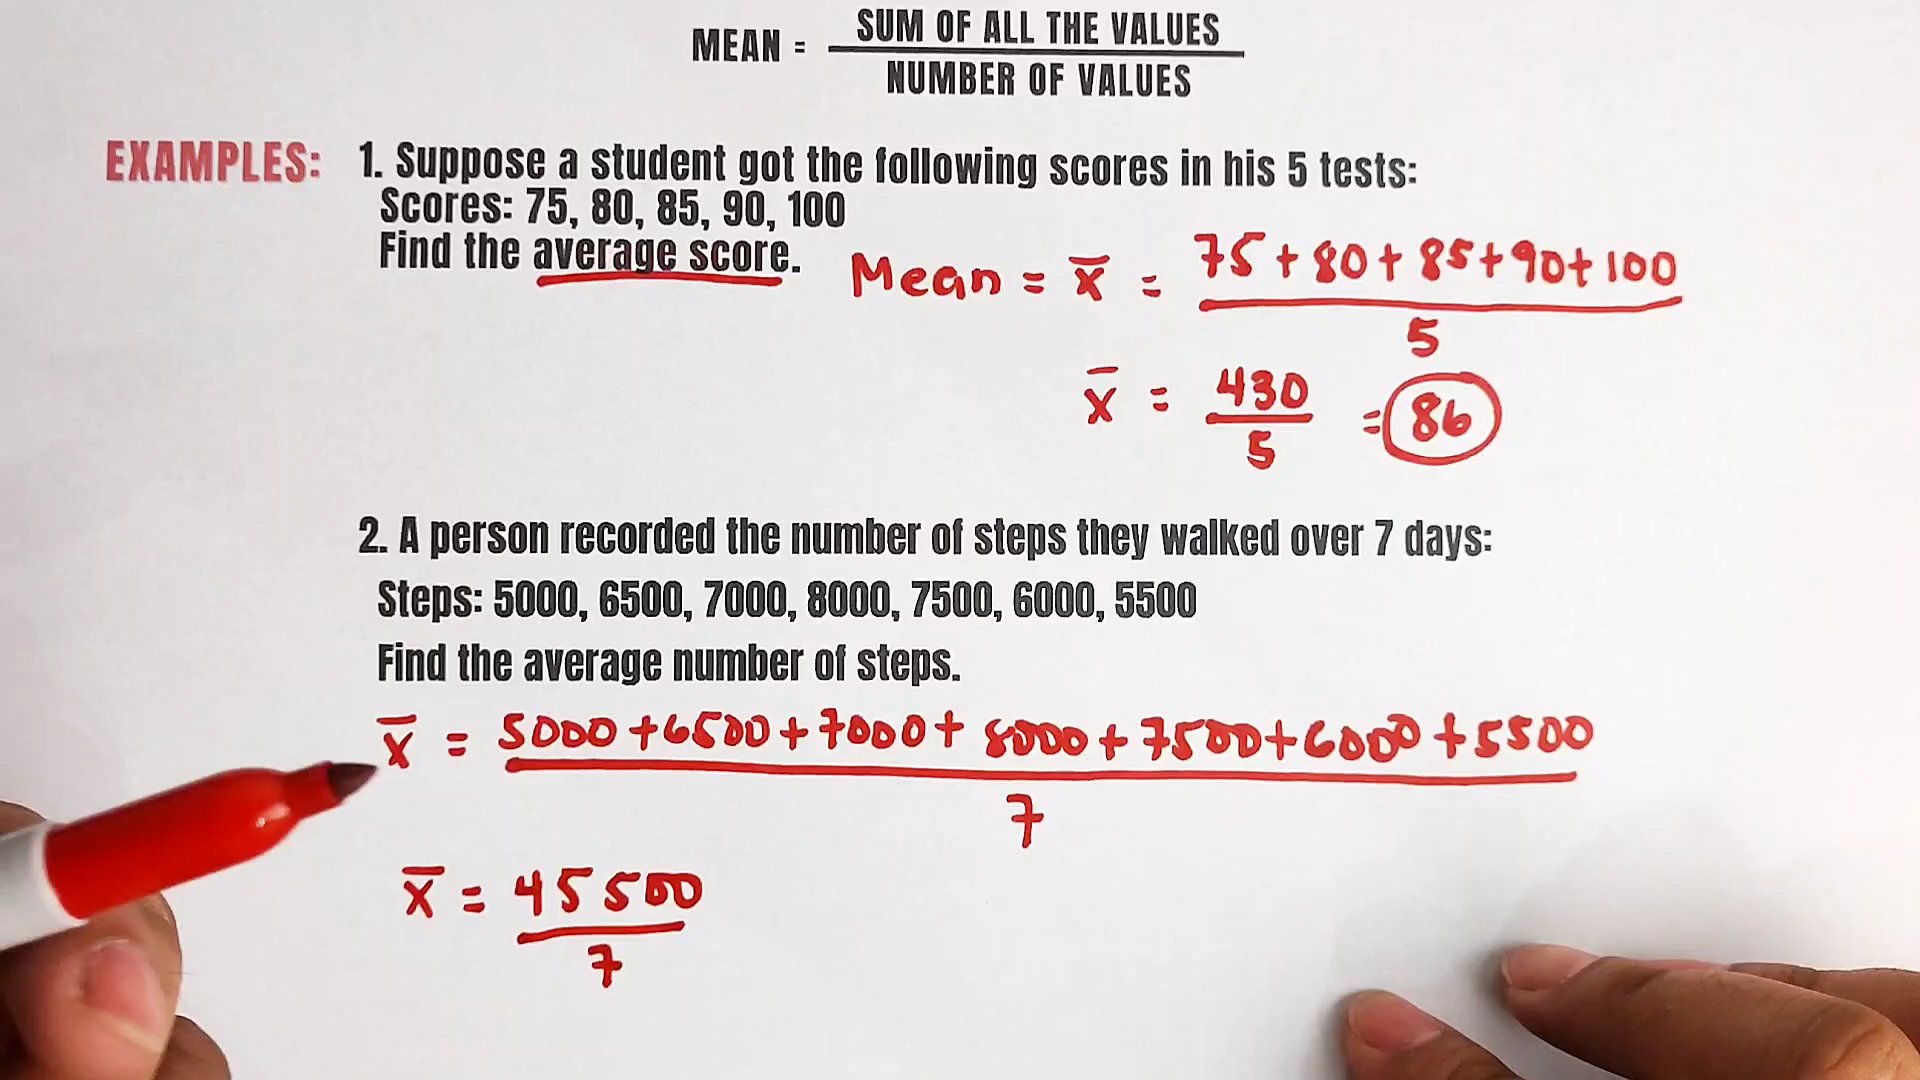 MEAN = SUM OF ALL THE VALUES
NUMBER OF VALUES
EXAMPLES: 1. Suppose a student got the following scores in his 5 tests:
Scores: 75, 80, 85, 90, 100
Find the average score.
Mean = x̄ = 75 + 80 + 85 + 90 + 100
5
x̄ = 430 = 86
5
2. A person recorded the number of steps they walked over 7 days:
Steps: 5000, 6500, 7000, 8000, 7500, 6000, 5500
Find the average number of steps.
x̄ = 5000 + 6500 + 7000 + 8000 + 7500 + 6000 + 5500
7
x̄ = 45500
7